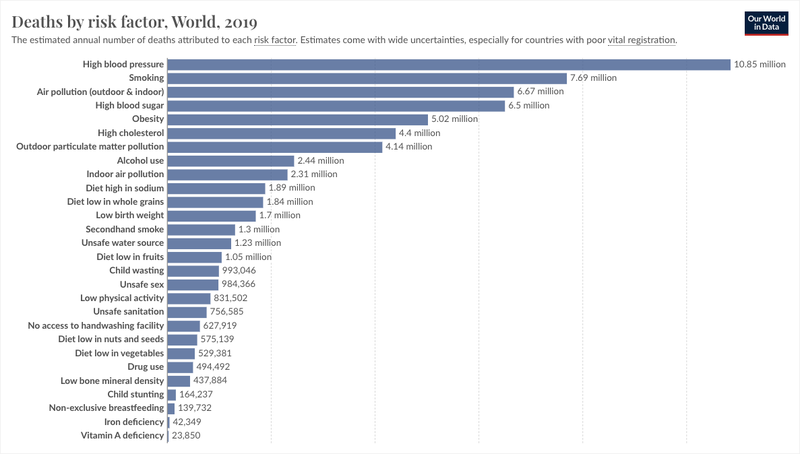 Deaths by risk factor, World, 2019
The estimated annual number of deaths attributed to each risk factor. Estimates come with wide uncertainties, especially for countries with poor vital registration.
Our World
in Data
High blood pressure 10.85 million
Smoking 7.69 million
Air pollution (outdoor & indoor) 6.67 million
High blood sugar 6.5 million
Obesity 5.02 million
High cholesterol 4.4 million
Outdoor particulate matter pollution 4.14 million
Alcohol use 2.44 million
Indoor air pollution 2.31 million
Diet high in sodium 1.89 million
Diet low in whole grains 1.84 million
Low birth weight 1.7 million
Secondhand smoke 1.3 million
Unsafe water source 1.23 million
Diet low in fruits 1.05 million
Child wasting 993,046
Unsafe sex 984,366
Low physical activity 831,502
Unsafe sanitation 756,585
No access to handwashing facility 627,919
Diet low in nuts and seeds 575,139
Diet low in vegetables 529,381
Drug use 494,492
Low bone mineral density 437,884
Child stunting 164,237
Non-exclusive breastfeeding 139,732
Iron deficiency 42,349
Vitamin A deficiency 23,850